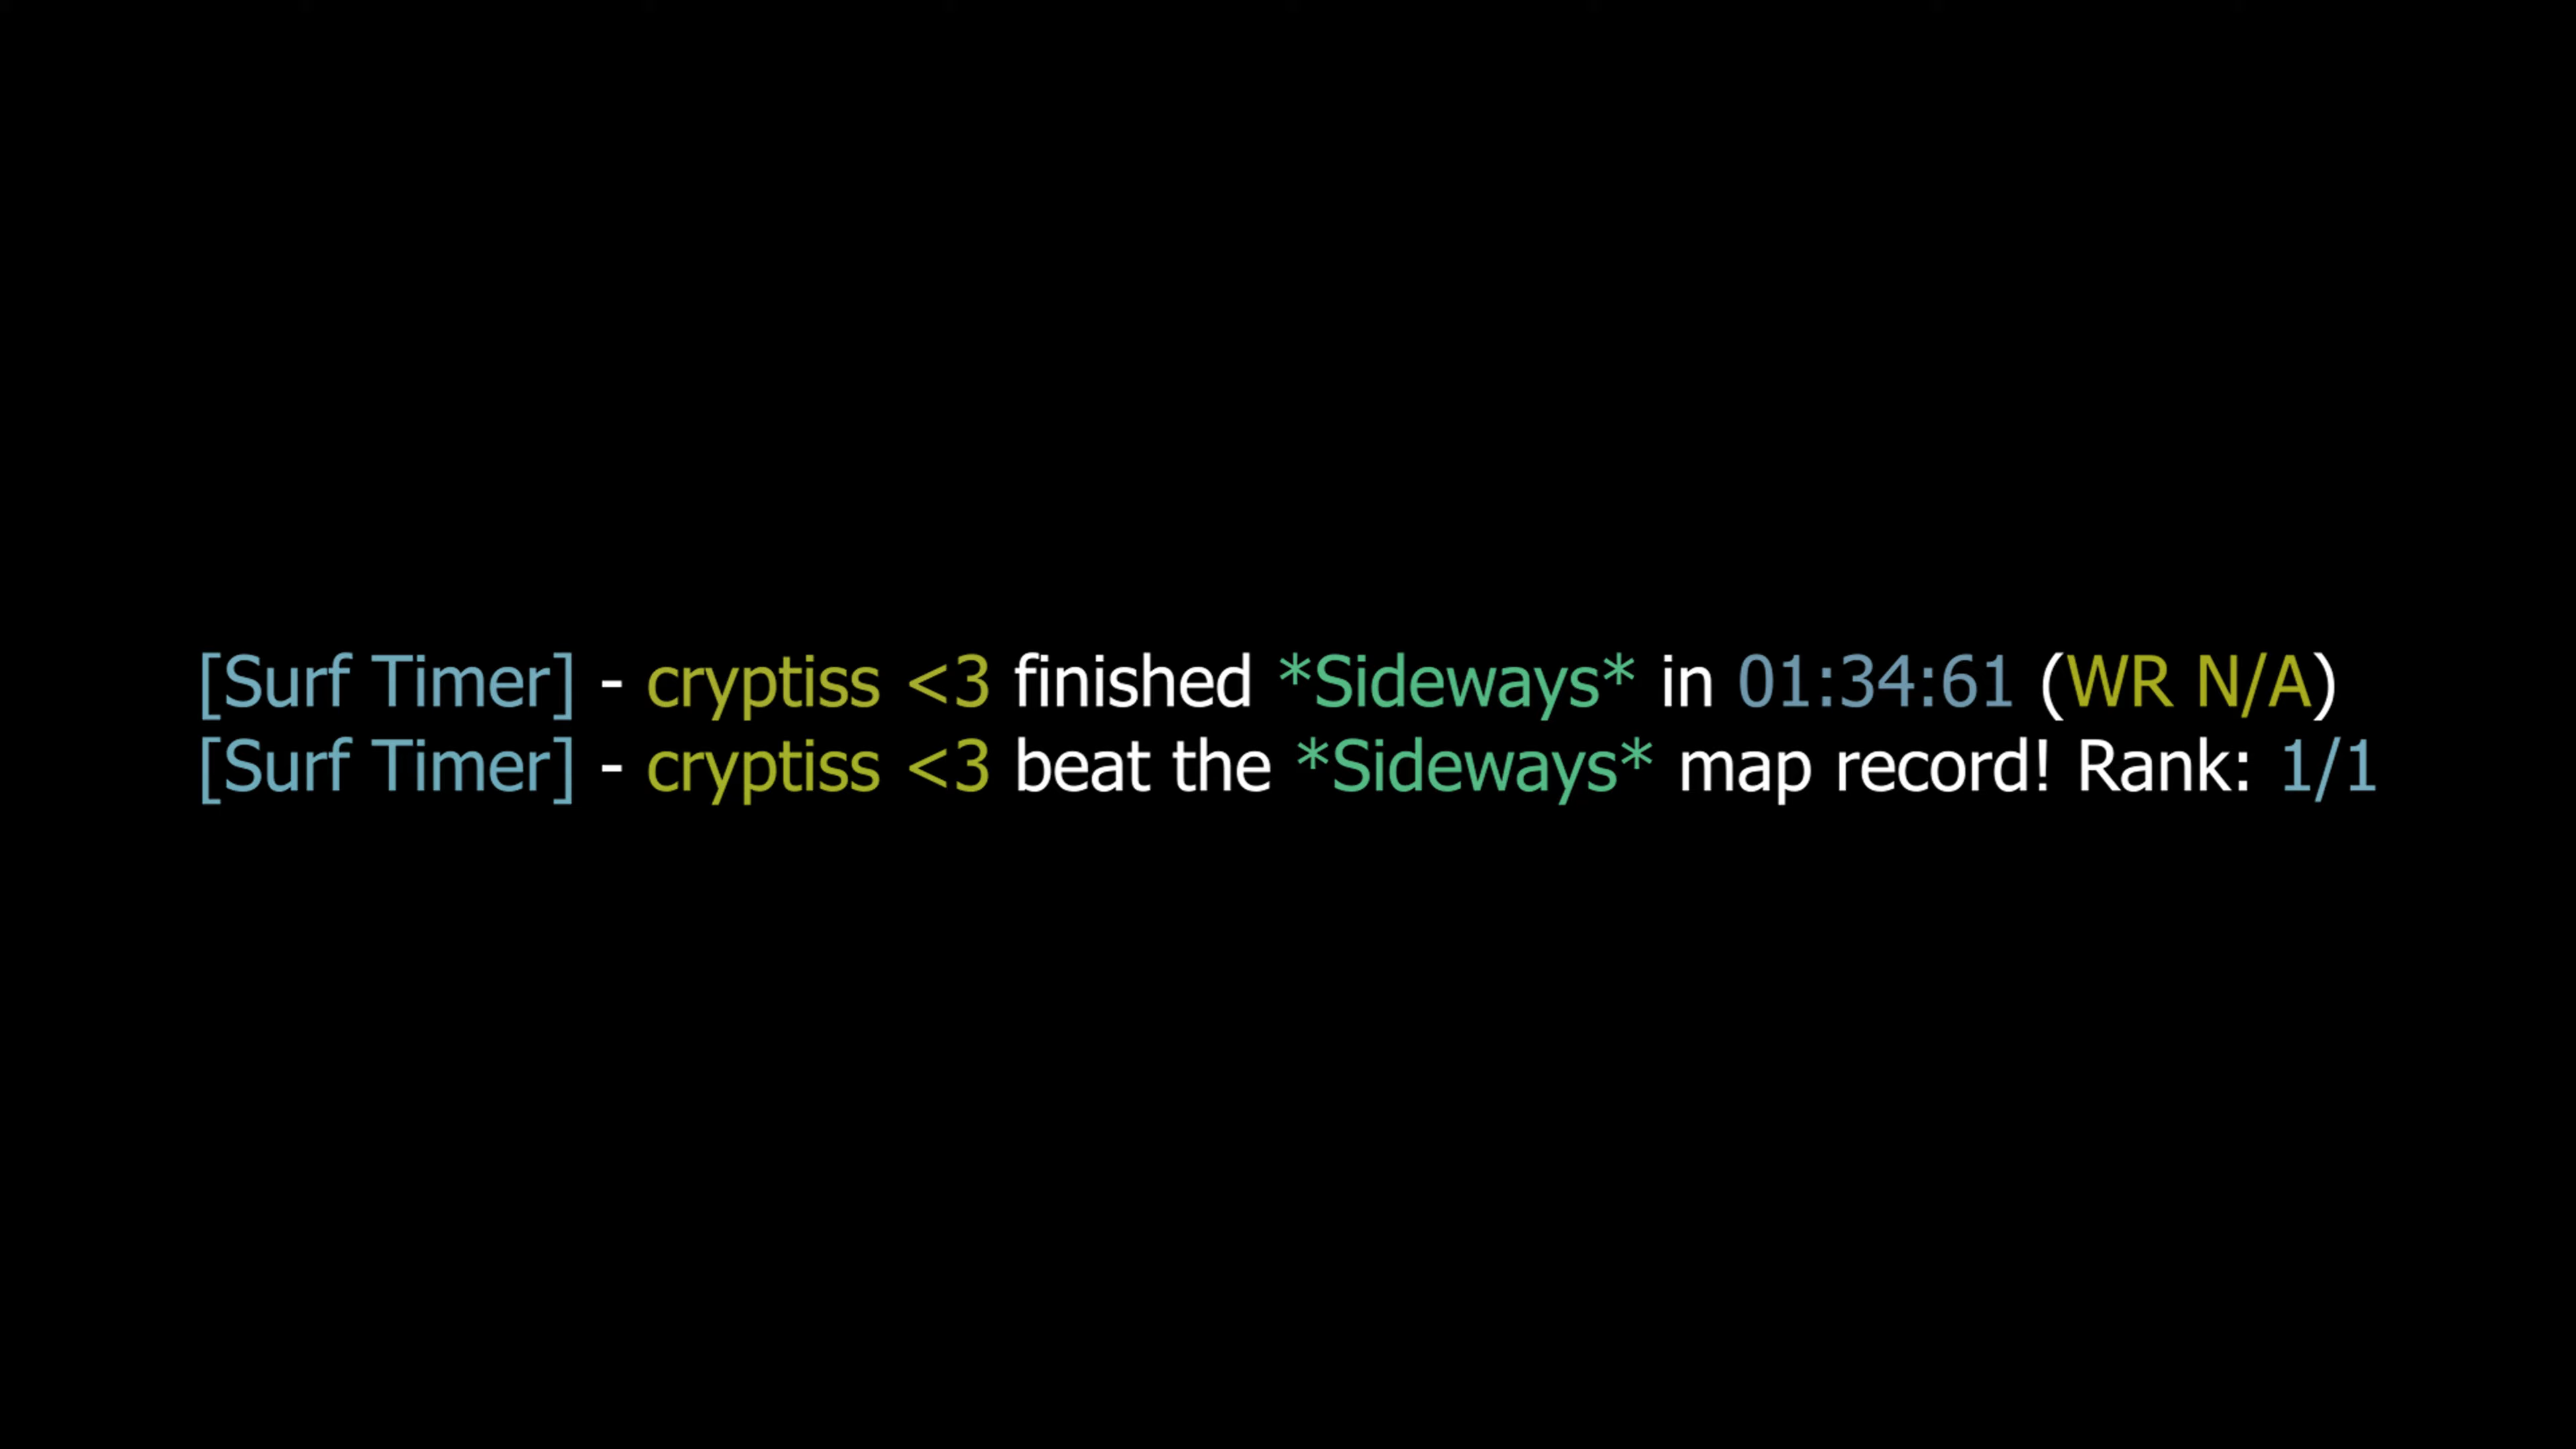 [Surf Timer] - cryptiss <3 finished *Sideways* in 01:34:61 (WR N/A)
[Surf Timer] - cryptiss <3 beat the *Sideways* map record! Rank: 1/1